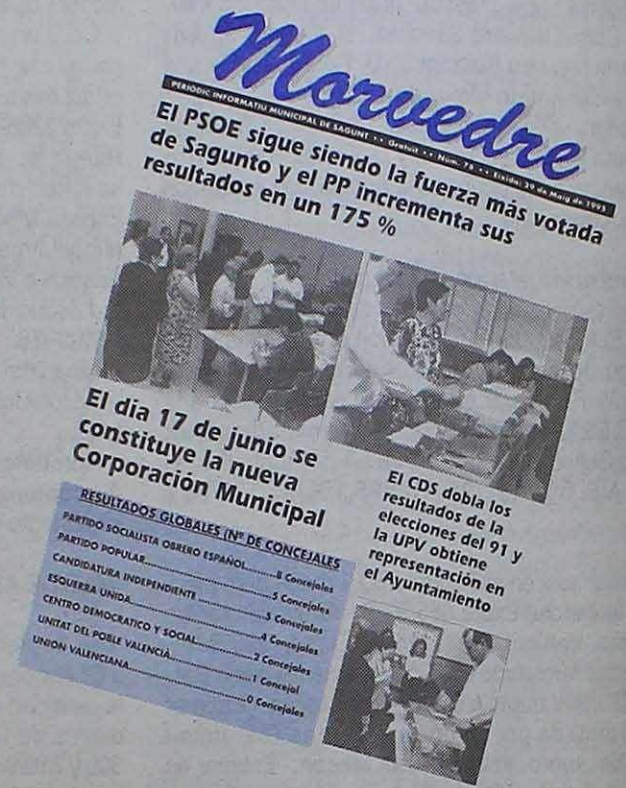 Morvedre
PERIÒDIC INFORMATIU MUNICIPAL DE SAGUNT •• Gratuit •• Núm. 78 •• Eixida: 29 de Maig de 1995
El PSOE sigue siendo la fuerza más votada
de Sagunto y el PP incrementa sus
resultados en un 175 %
El dia 17 de junio se
constituye la nueva
Corporación Municipal
RESULTADOS GLOBALES (Nº DE CONCEJALES
PARTIDO SOCIALISTA OBRERO ESPAÑOL........8 Concejales
PARTIDO POPULAR........5 Concejales
CANDIDATURA INDEPENDIENTE........5 Concejales
ESQUERRA UNIDA........4 Concejales
CENTRO DEMOCRATICO Y SOCIAL........2 Concejales
UNITAT DEL POBLE VALENCIÀ........1 Concejal
UNION VALENCIANA........0 Concejales
El CDS dobla los
resultados de la
elecciones del 91 y
la UPV obtiene
representación en
el Ayuntamiento